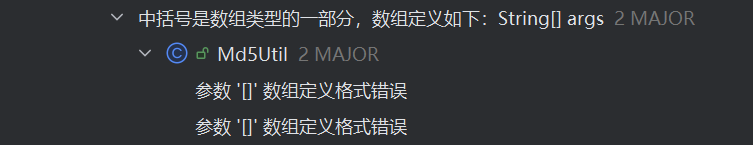 中括号是数组类型的一部分，数组定义如下：String[] args 2 MAJOR
Md5Util 2 MAJOR
参数 '[]' 数组定义格式错误
参数 '[]' 数组定义格式错误